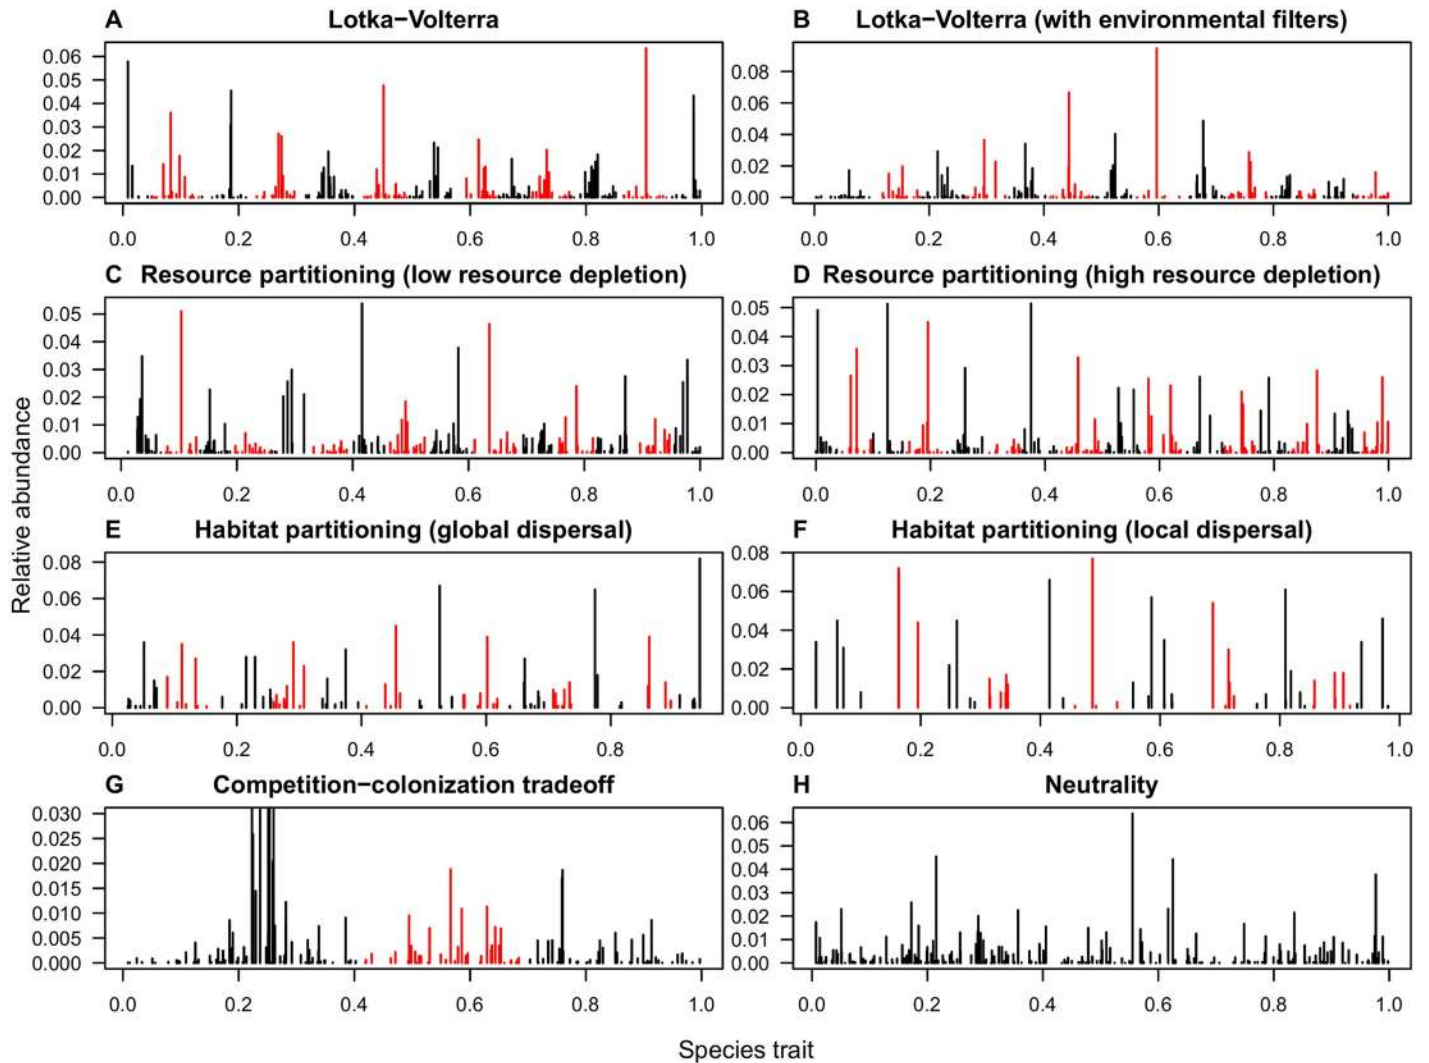 A Lotka−Volterra
0.06
0.05
0.04
0.03
0.02
0.01
0.00
0.0 0.2 0.4 0.6 0.8 1.0
B Lotka−Volterra (with environmental filters)
0.08
0.06
0.04
0.02
0.00
0.0 0.2 0.4 0.6 0.8 1.0
C Resource partitioning (low resource depletion)
0.05
0.04
0.03
0.02
0.01
0.00
0.0 0.2 0.4 0.6 0.8 1.0
D Resource partitioning (high resource depletion)
0.05
0.04
0.03
0.02
0.01
0.00
0.0 0.2 0.4 0.6 0.8 1.0
Relative abundance
E Habitat partitioning (global dispersal)
0.08
0.06
0.04
0.02
0.00
0.0 0.2 0.4 0.6 0.8
F Habitat partitioning (local dispersal)
0.08
0.06
0.04
0.02
0.00
0.0 0.2 0.4 0.6 0.8 1.0
G Competition−colonization tradeoff
0.030
0.025
0.020
0.015
0.010
0.005
0.000
0.0 0.2 0.4 0.6 0.8 1.0
H Neutrality
0.06
0.05
0.04
0.03
0.02
0.01
0.00
0.0 0.2 0.4 0.6 0.8 1.0
Species trait